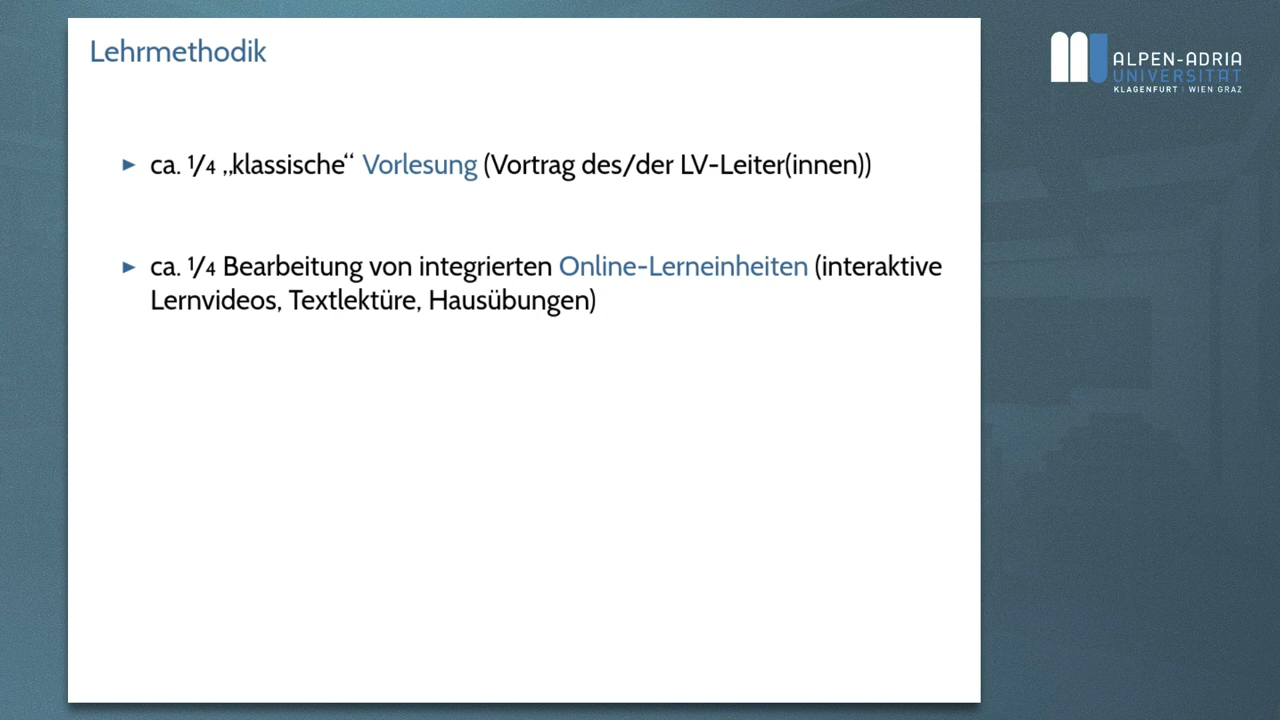 Lehrmethodik
ALPEN-ADRIA
UNIVERSITÄT
KLAGENFURT | WIEN GRAZ
► ca. ¼ „klassische“ Vorlesung (Vortrag des/der LV-Leiter(innen))
► ca. ¼ Bearbeitung von integrierten Online-Lerneinheiten (interaktive
Lernvideos, Textlektüre, Hausübungen)